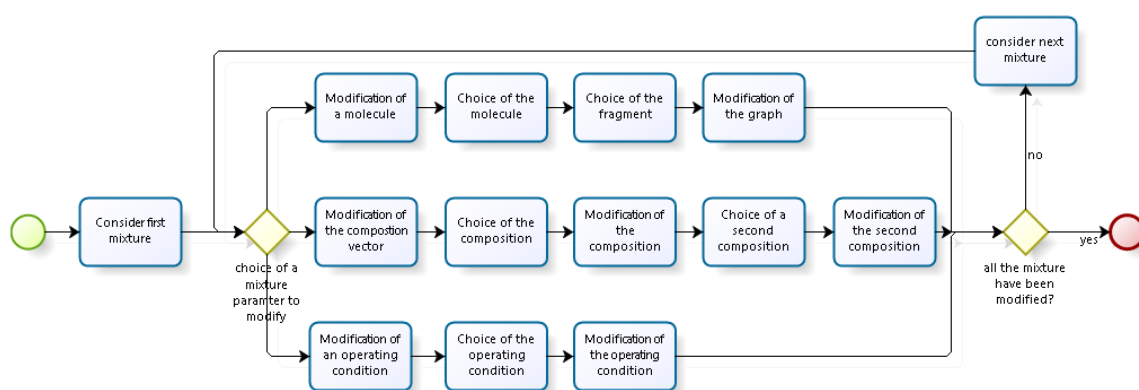 consider next
mixture
Modification of
a molecule
Choice of the
molecule
Choice of the
fragment
Modification of
the graph
no
Consider first
mixture
Modification of
the compostion
vector
Choice of the
composition
Modification of
the
composition
Choice of a
second
composition
Modification of
the second
composition
yes
choice of a
mixture
paramter to
modify
all the mixture
have been
modified?
Modification of
an operating
condition
Choice of the
operating
condition
Modification of
the operating
condition